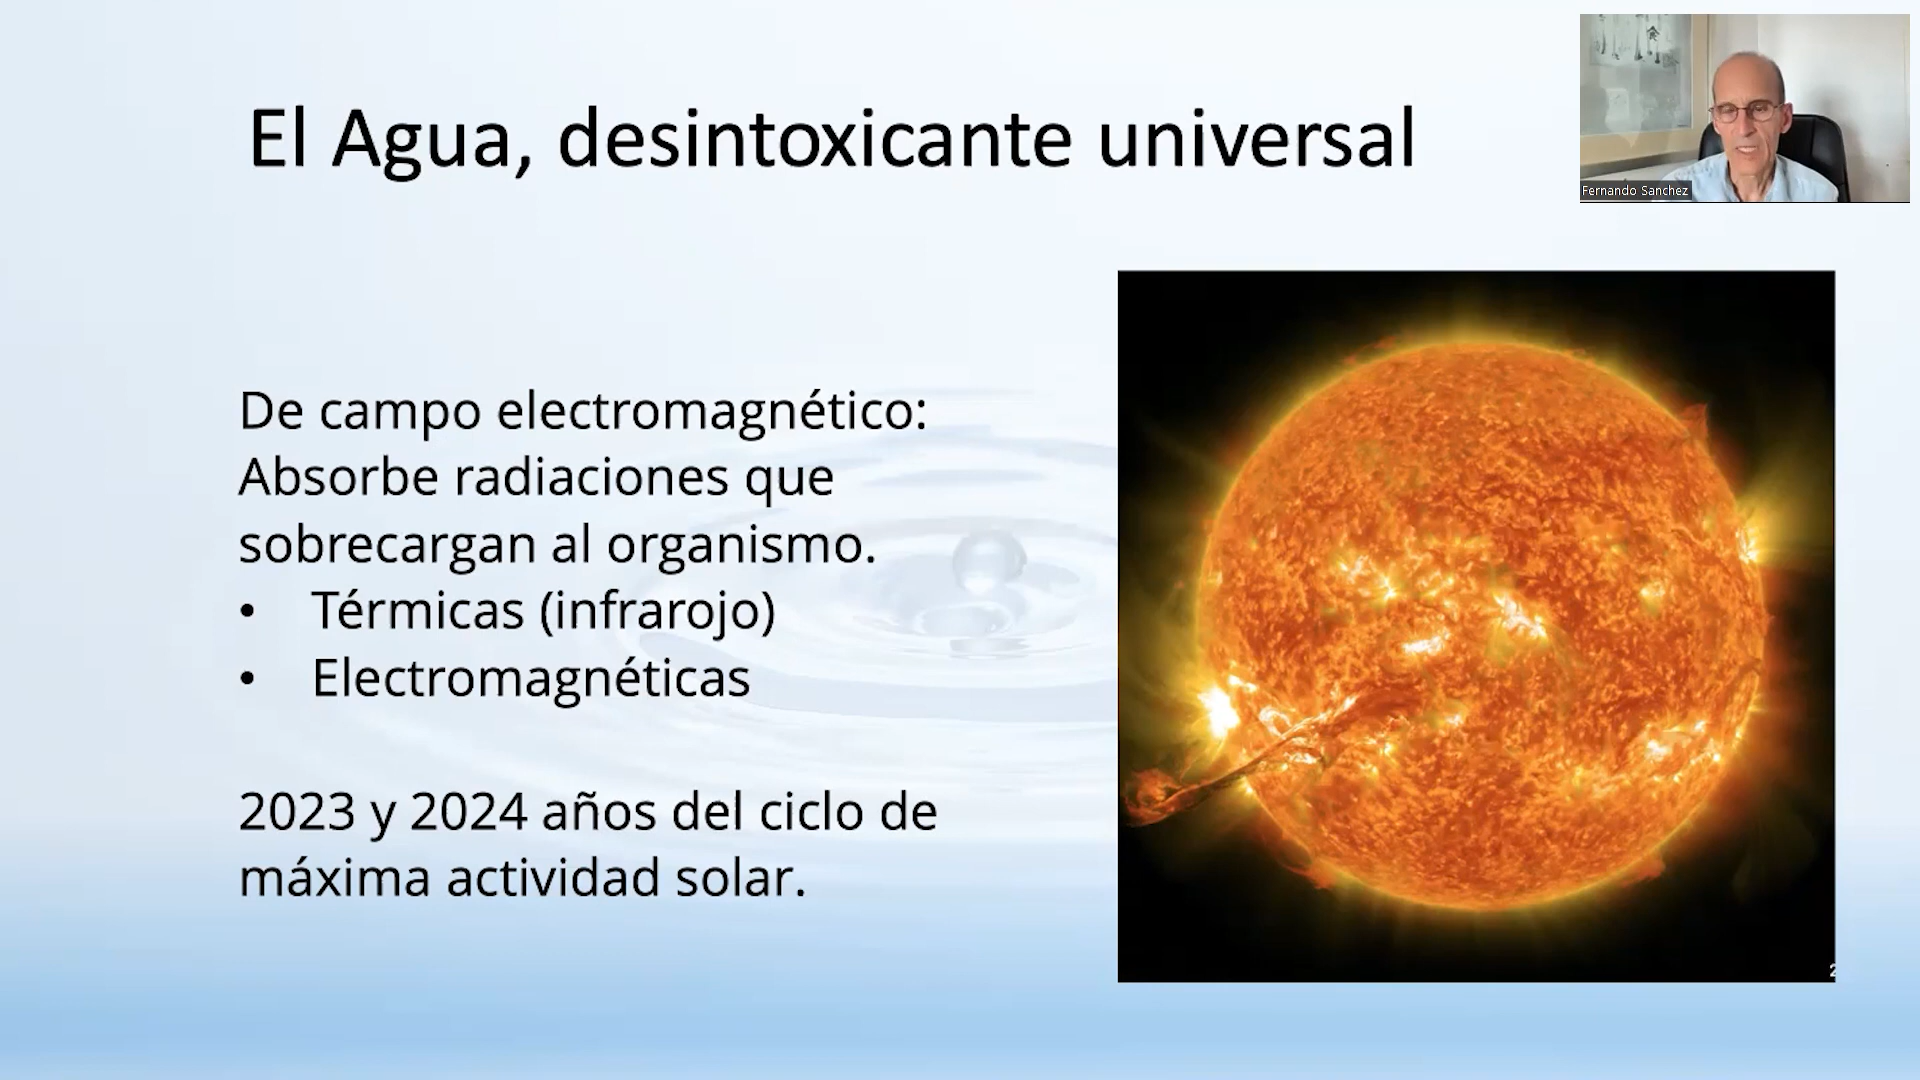 El Agua, desintoxicante universal
Fernando Sanchez
De campo electromagnético:
Absorbe radiaciones que
sobrecargan al organismo.
• Térmicas (infrarojo)
• Electromagnéticas
2023 y 2024 años del ciclo de
máxima actividad solar.